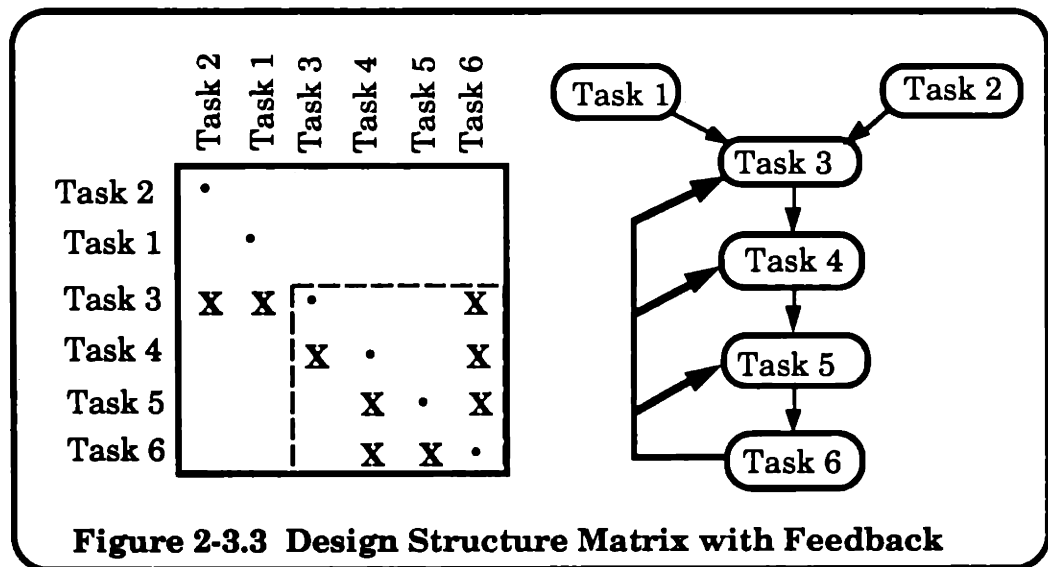 Task 2 Task 1 Task 3 Task 4 Task 5 Task 6
Task 2 •
Task 1 •
Task 3 X X • X
Task 4 X • X
Task 5 X • X
Task 6 X X •
Task 1 Task 2
Task 3
Task 4
Task 5
Task 6
Figure 2-3.3 Design Structure Matrix with Feedback